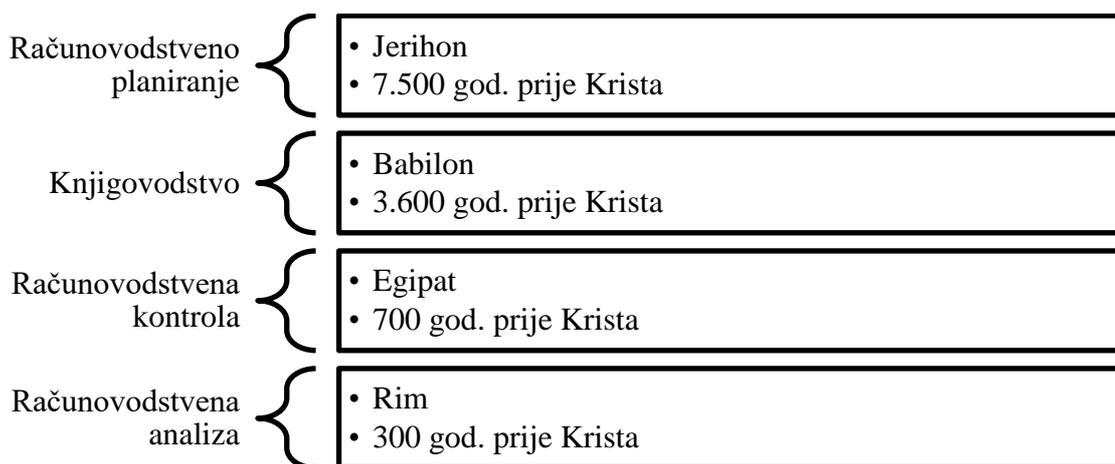 Računovodstveno
planiranje
• Jerihon
• 7.500 god. prije Krista
Knjigovodstvo
• Babilon
• 3.600 god. prije Krista
Računovodstvena
kontrola
• Egipat
• 700 god. prije Krista
Računovodstvena
analiza
• Rim
• 300 god. prije Krista